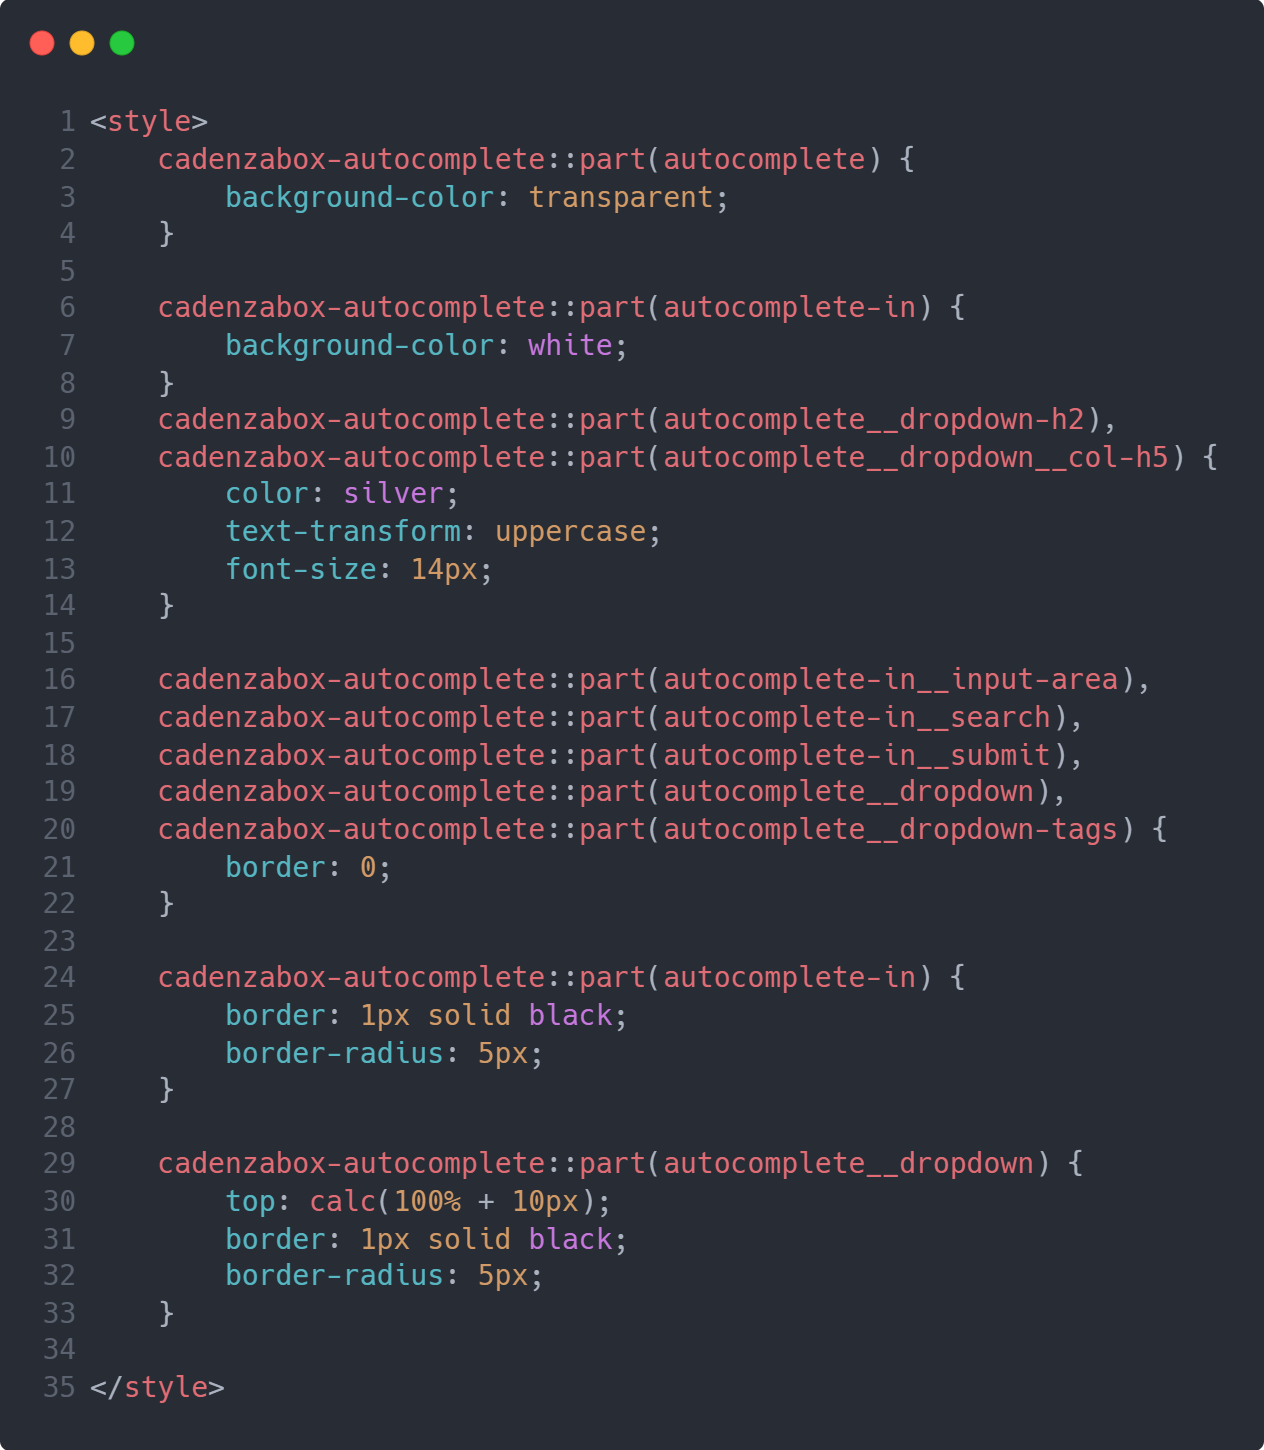 1 <style>
2     cadenzabox-autocomplete::part(autocomplete) {
3         background-color: transparent;
4     }
5
6     cadenzabox-autocomplete::part(autocomplete-in) {
7         background-color: white;
8     }
9     cadenzabox-autocomplete::part(autocomplete__dropdown-h2),
10     cadenzabox-autocomplete::part(autocomplete__dropdown__col-h5) {
11         color: silver;
12         text-transform: uppercase;
13         font-size: 14px;
14     }
15
16     cadenzabox-autocomplete::part(autocomplete-in__input-area),
17     cadenzabox-autocomplete::part(autocomplete-in__search),
18     cadenzabox-autocomplete::part(autocomplete-in__submit),
19     cadenzabox-autocomplete::part(autocomplete__dropdown),
20     cadenzabox-autocomplete::part(autocomplete__dropdown-tags) {
21         border: 0;
22     }
23
24     cadenzabox-autocomplete::part(autocomplete-in) {
25         border: 1px solid black;
26         border-radius: 5px;
27     }
28
29     cadenzabox-autocomplete::part(autocomplete__dropdown) {
30         top: calc(100% + 10px);
31         border: 1px solid black;
32         border-radius: 5px;
33     }
34
35 </style>